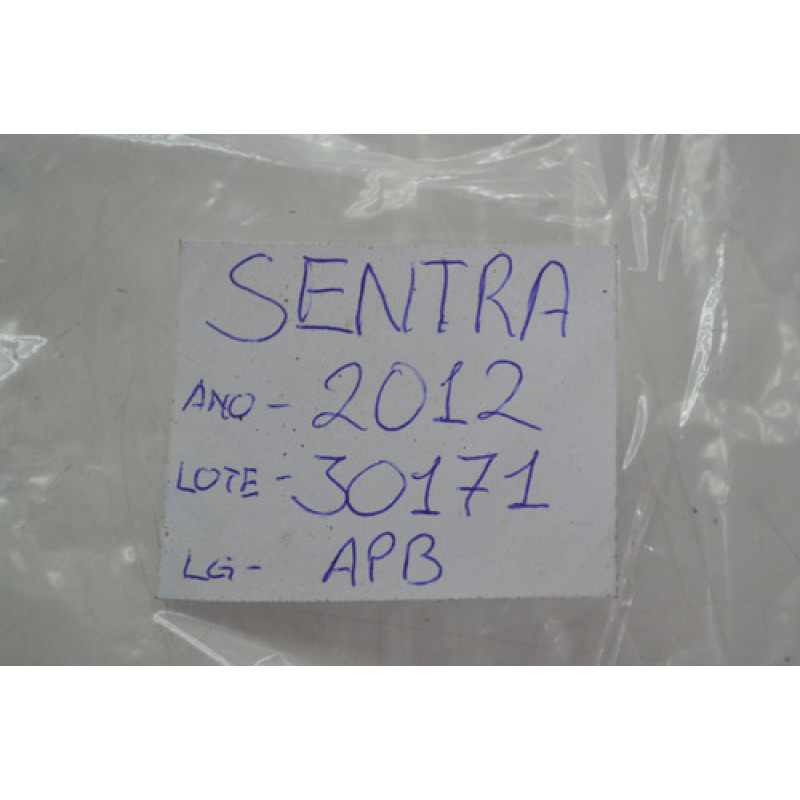 SENTRA
ANO - 2012
LOTE - 30171
LG - APB